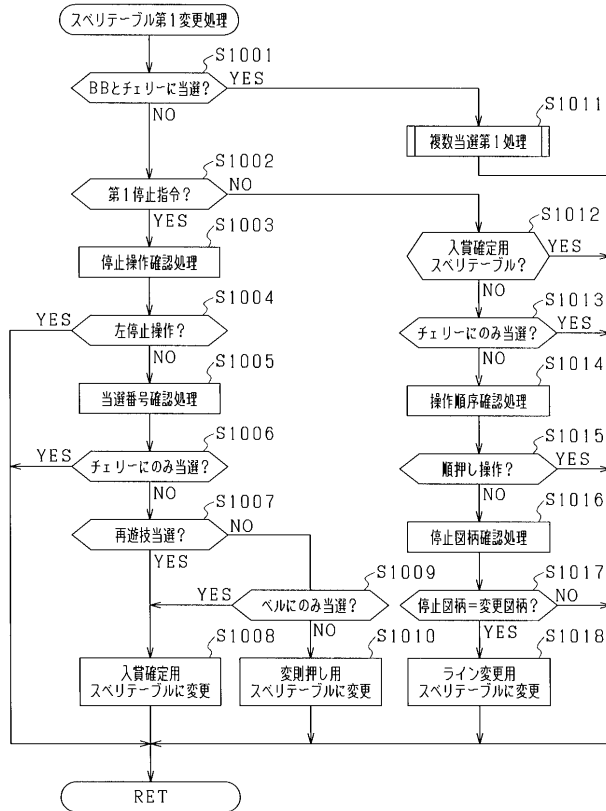 スベリテーブル第1変更処理
S1001
BBとチェリーに当選?
YES
NO
S1011
複数当選第1処理
S1002
第1停止指令?
NO
YES
S1003
停止操作確認処理
S1012
入賞確定用
スベリテーブル?
YES
NO
S1004
YES
左停止操作?
NO
S1013
チェリーにのみ当選?
YES
NO
S1005
当選番号確認処理
S1014
操作順序確認処理
S1006
YES
チェリーにのみ当選?
NO
S1015
順押し操作?
YES
NO
S1007
再遊技当選?
NO
YES
S1016
停止図柄確認処理
S1009
YES
ベルにのみ当選?
NO
S1017
停止図柄=変更図柄?
NO
YES
S1008
入賞確定用
スベリテーブルに変更
S1010
変則押し用
スベリテーブルに変更
S1018
ライン変更用
スベリテーブルに変更
RET